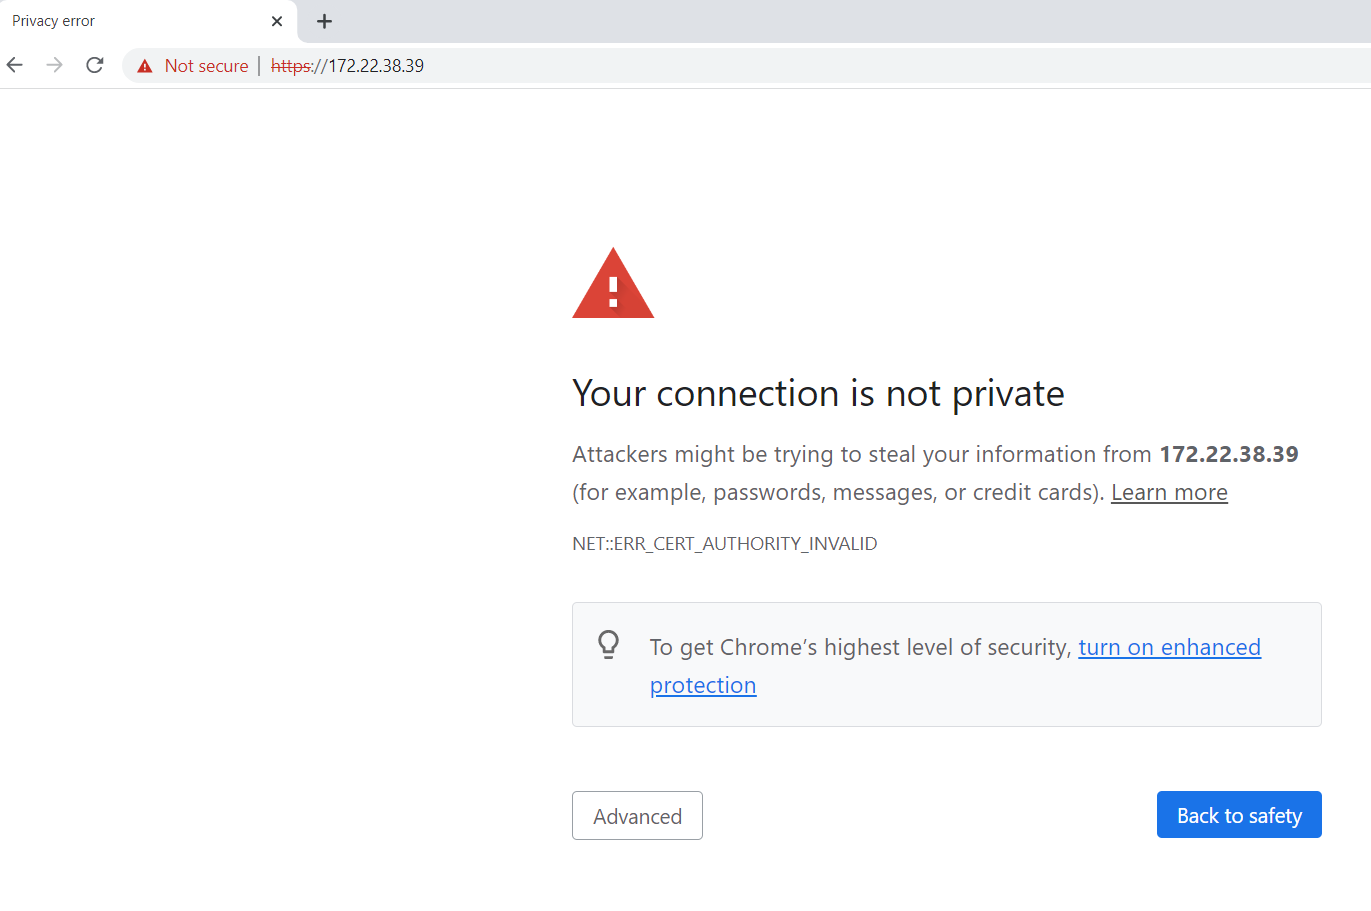 Privacy error
Not secure | https://172.22.38.39
Your connection is not private
Attackers might be trying to steal your information from 172.22.38.39
(for example, passwords, messages, or credit cards). Learn more
NET::ERR_CERT_AUTHORITY_INVALID
To get Chrome’s highest level of security, turn on enhanced
protection
Advanced
Back to safety